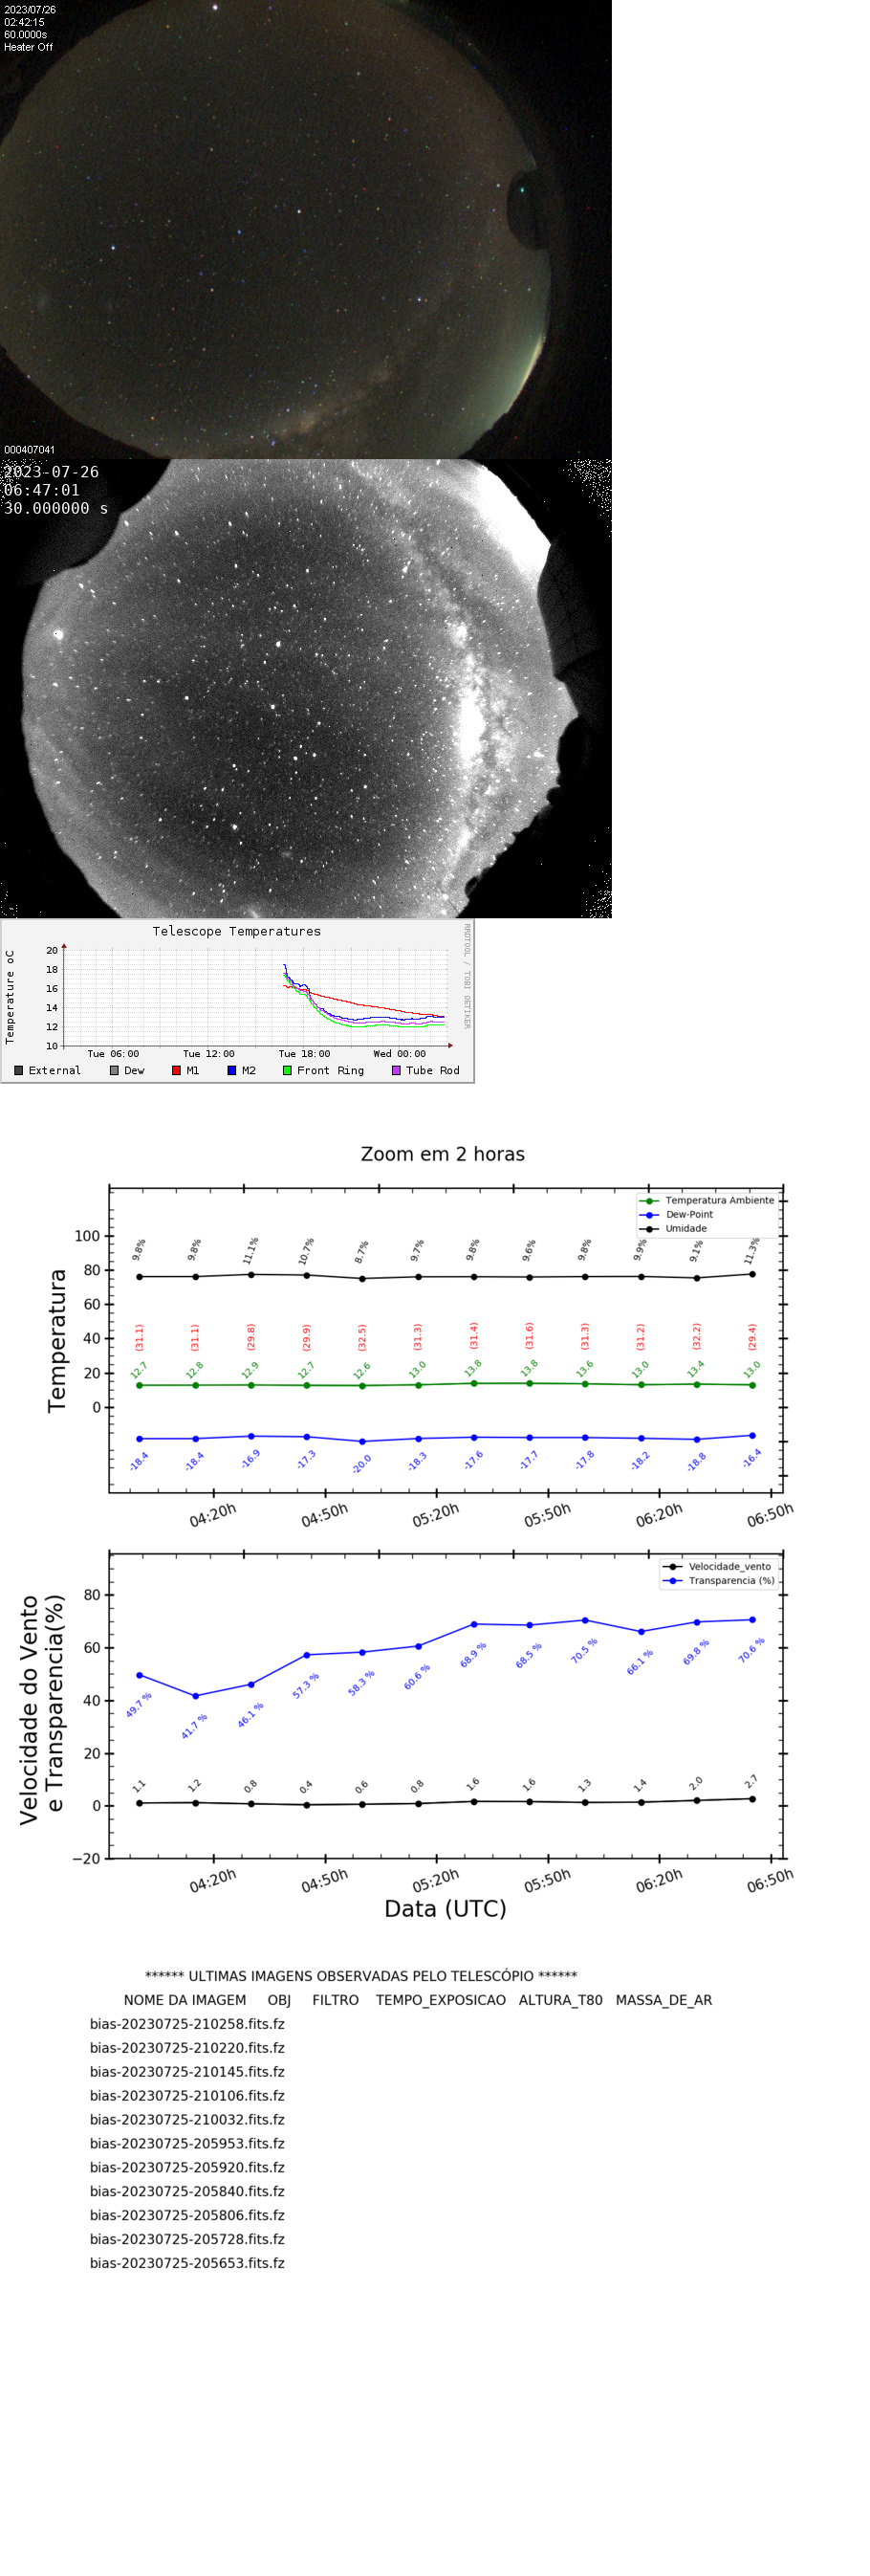 2023/07/26
02:42:15
60.0000s
Heater Off
000407041
2023-07-26
06:47:01
30.000000 s
Telescope Temperatures
RRDTOOL / TOBI OETIKER
Temperature oC
20
18
16
14
12
10
Tue 06:00 Tue 12:00 Tue 18:00 Wed 00:00
External Dew M1 M2 Front Ring Tube Rod
Zoom em 2 horas
Temperatura Ambiente
Dew-Point
Umidade
Temperatura
100
80
60
40
20
0
9.8% 9.8% 11.1% 10.7% 8.7% 9.7% 9.8% 9.6% 9.8% 9.9% 9.1% 11.3%
(31.1) (31.1) (29.8) (29.9) (32.5) (31.3) (31.4) (31.6) (31.3) (31.2) (32.2) (29.4)
12.7 12.8 12.9 12.7 12.6 13.0 13.8 13.8 13.6 13.0 13.4 13.0
-18.4 -18.4 -16.9 -17.3 -20.0 -18.3 -17.6 -17.7 -17.8 -18.2 -18.8 -16.4
04:20h 04:50h 05:20h 05:50h 06:20h 06:50h
Velocidade_vento
Transparencia (%)
Velocidade do Vento
e Transparencia(%)
80
60
40
20
0
−20
49.7 % 41.7 % 46.1 % 57.3 % 58.3 % 60.6 % 68.9 % 68.5 % 70.5 % 66.1 % 69.8 % 70.6 %
1.1 1.2 0.8 0.4 0.6 0.8 1.6 1.6 1.3 1.4 2.0 2.7
04:20h 04:50h 05:20h 05:50h 06:20h 06:50h
Data (UTC)
****** ULTIMAS IMAGENS OBSERVADAS PELO TELESCÓPIO ******
NOME DA IMAGEM OBJ FILTRO TEMPO_EXPOSICAO ALTURA_T80 MASSA_DE_AR
bias-20230725-210258.fits.fz
bias-20230725-210220.fits.fz
bias-20230725-210145.fits.fz
bias-20230725-210106.fits.fz
bias-20230725-210032.fits.fz
bias-20230725-205953.fits.fz
bias-20230725-205920.fits.fz
bias-20230725-205840.fits.fz
bias-20230725-205806.fits.fz
bias-20230725-205728.fits.fz
bias-20230725-205653.fits.fz